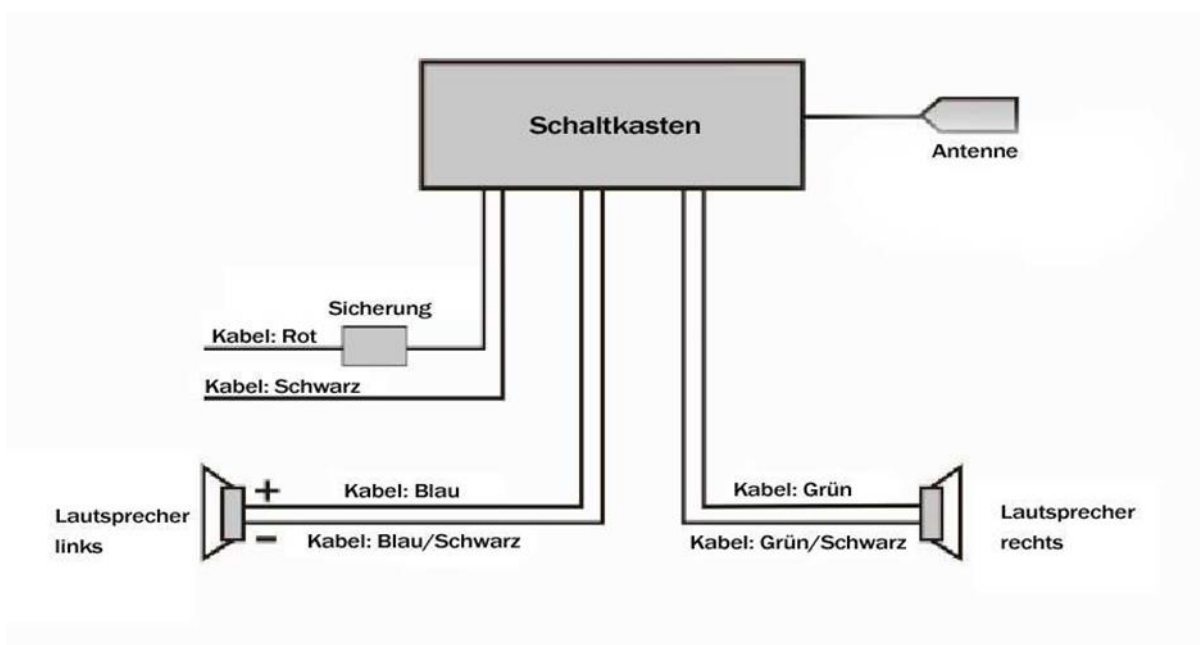 Schaltkasten
Antenne
Sicherung
Kabel: Rot
Kabel: Schwarz
+
Kabel: Blau
Kabel: Grün
Lautsprecher
links
Lautsprecher
rechts
−
Kabel: Blau/Schwarz
Kabel: Grün/Schwarz